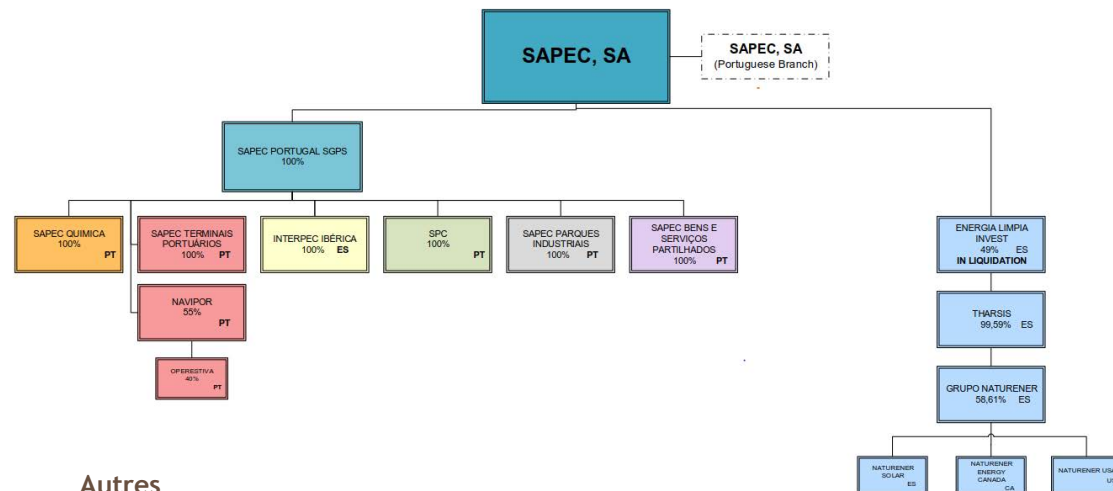 SAPEC, SA
SAPEC, SA
(Portuguese Branch)
SAPEC PORTUGAL SGPS
100%
SAPEC QUIMICA
100%
PT
SAPEC TERMINAIS
PORTUÁRIOS
100% PT
INTERPEC IBÉRICA
100% ES
SPC
100%
PT
SAPEC PARQUES
INDUSTRIAIS
100% PT
SAPEC BENS E
SERVIÇOS
PARTILHADOS
100% PT
ENERGIA LIMPIA
INVEST
49% ES
IN LIQUIDATION
NAVIPOR
55%
PT
THARSIS
99,59% ES
OPERESTIVA
40%
PT
GRUPO NATURENER
58,61% ES
NATURENER
SOLAR
ES
NATURENER
ENERGY
CANADA
CA
NATURENER USA
US
Autres